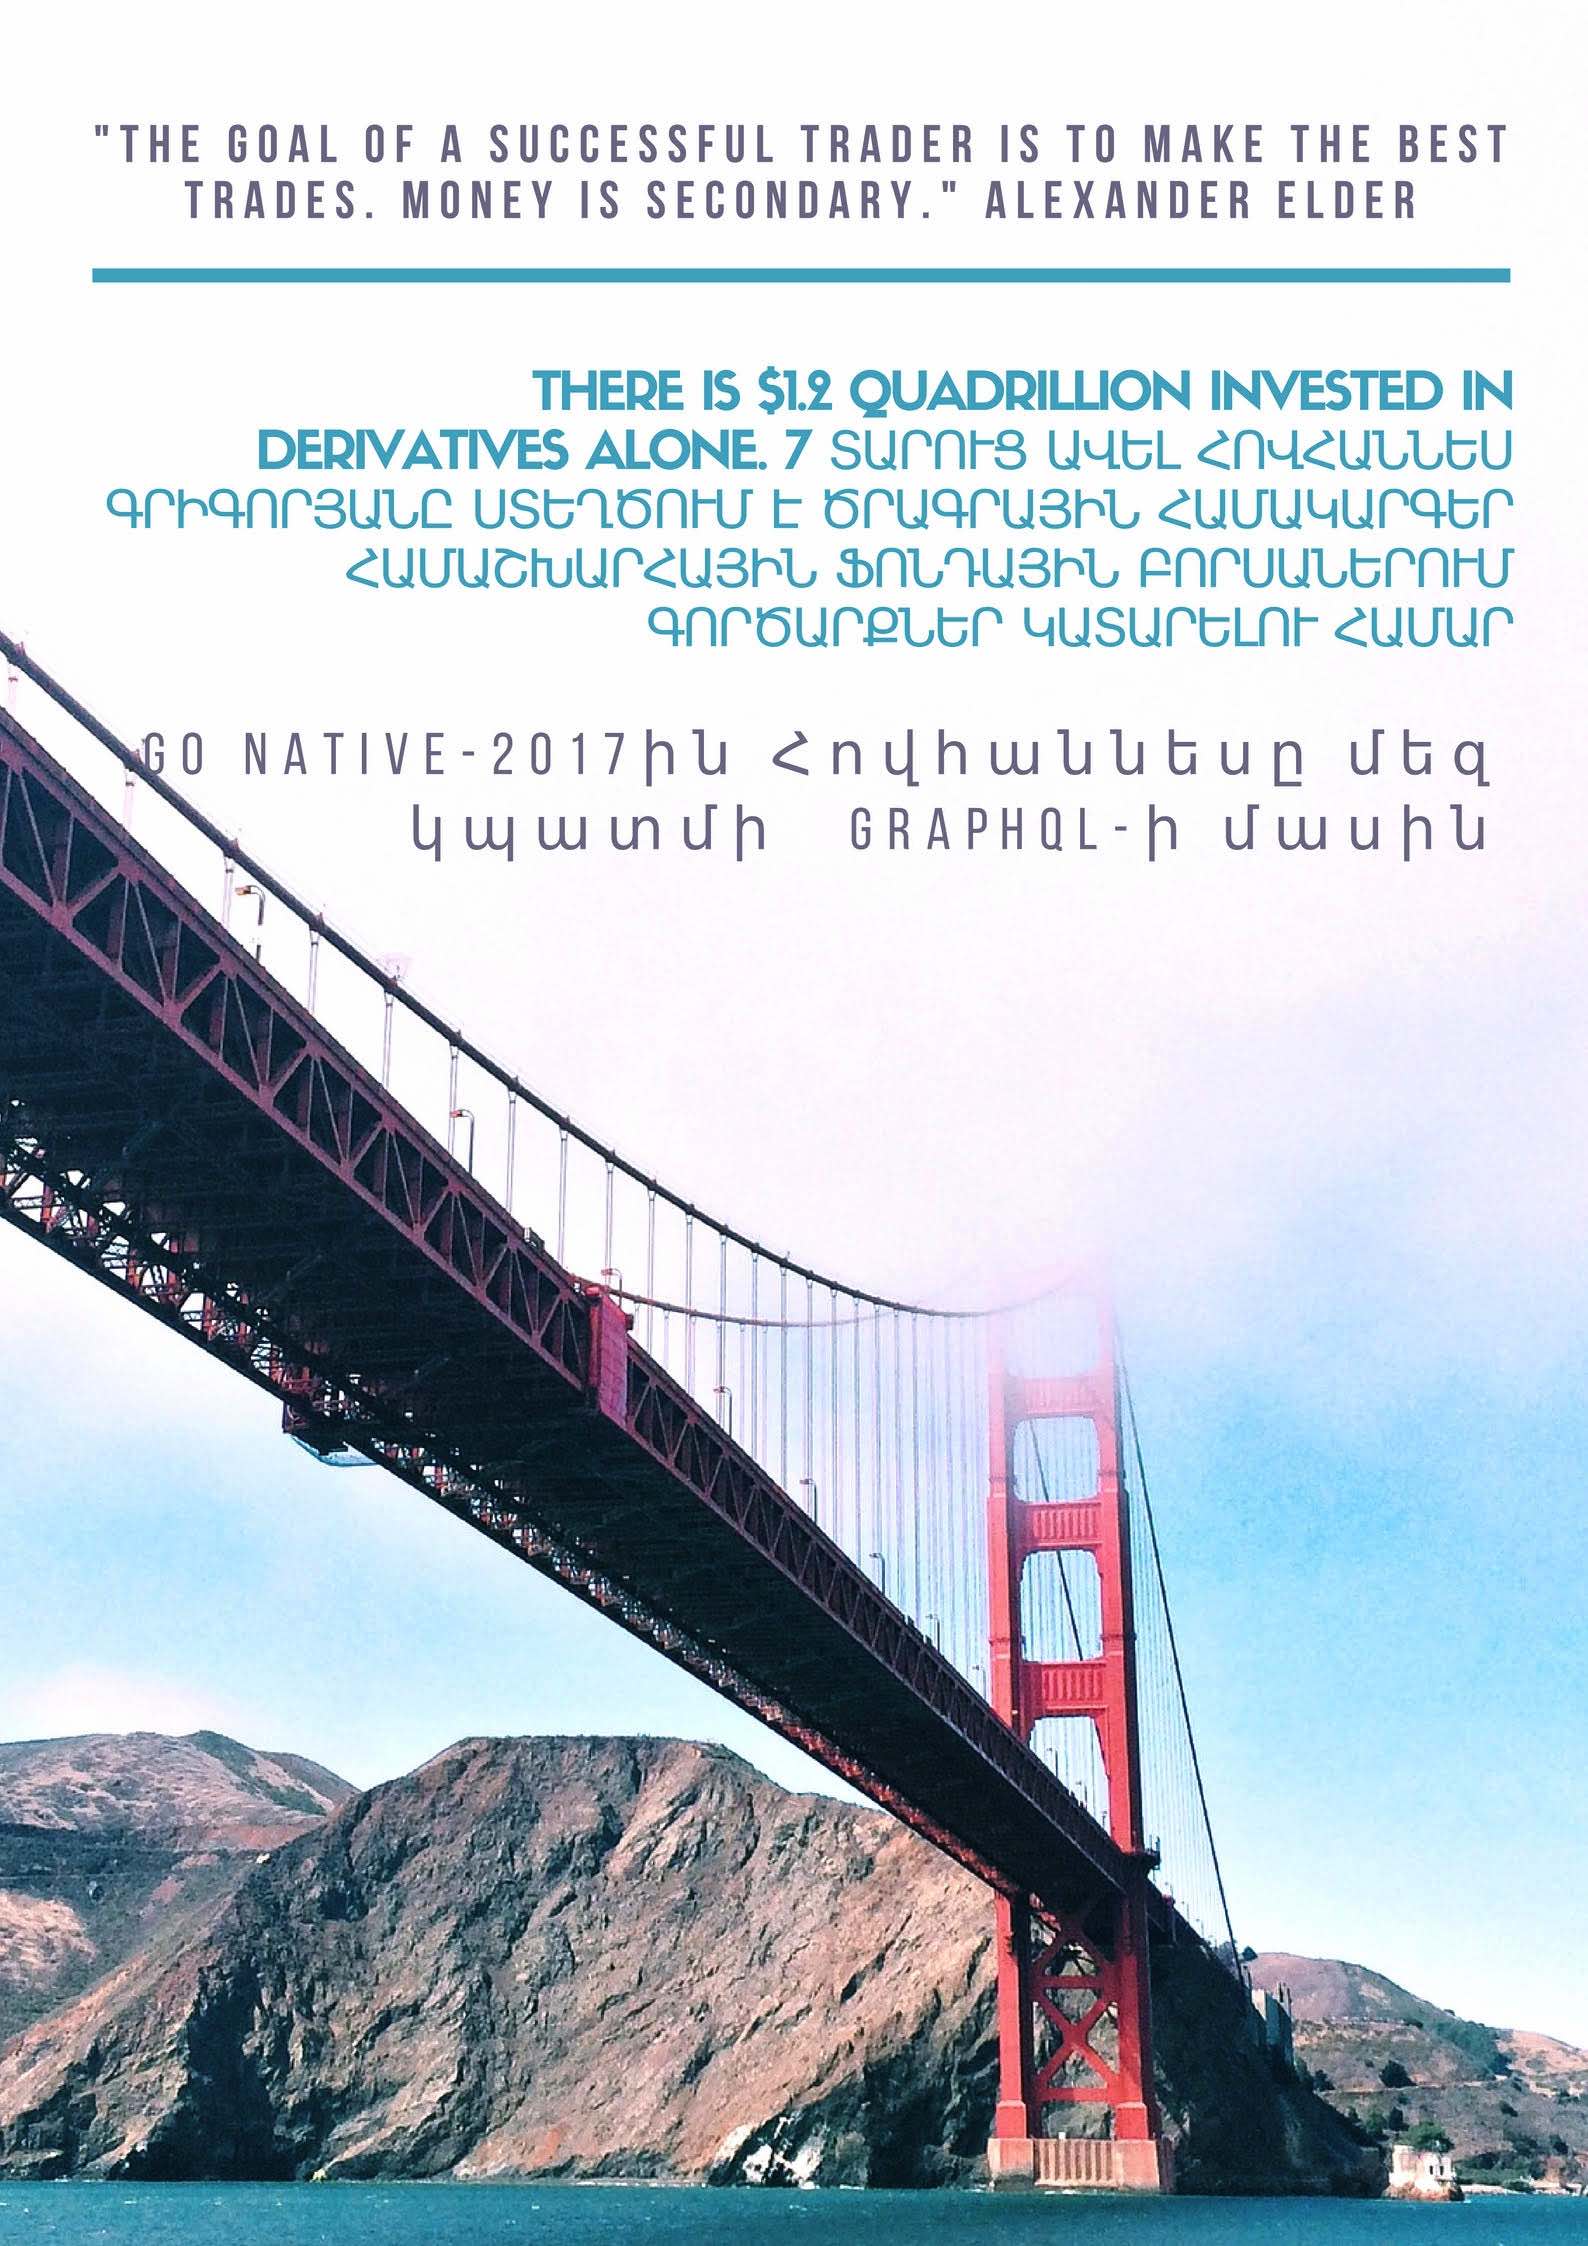 "THE GOAL OF A SUCCESSFUL TRADER IS TO MAKE THE BEST
TRADES. MONEY IS SECONDARY." ALEXANDER ELDER
THERE IS $1.2 QUADRILLION INVESTED IN
DERIVATIVES ALONE. 7 ՏԱՐՈՒՑ ԱՎԵԼ ՀՈՎՀԱՆՆԵՍ
ԳՐԻԳՈՐՅԱՆԸ ՍՏԵՂԾՈՒՄ Է ԾՐԱԳՐԱՅԻՆ ՀԱՄԱԿԱՐԳԵՐ
ՀԱՄԱՇԽԱՐՀԱՅԻՆ ՖՈՆԴԱՅԻՆ ԲՈՐՍԱՆԵՐՈՒՄ
ԳՈՐԾԱՐՔՆԵՐ ԿԱՏԱՐԵԼՈՒ ՀԱՄԱՐ
GO NATIVE-2017ին Հովհաննեսը մեզ
կպատմի GRAPHQL-ի մասին